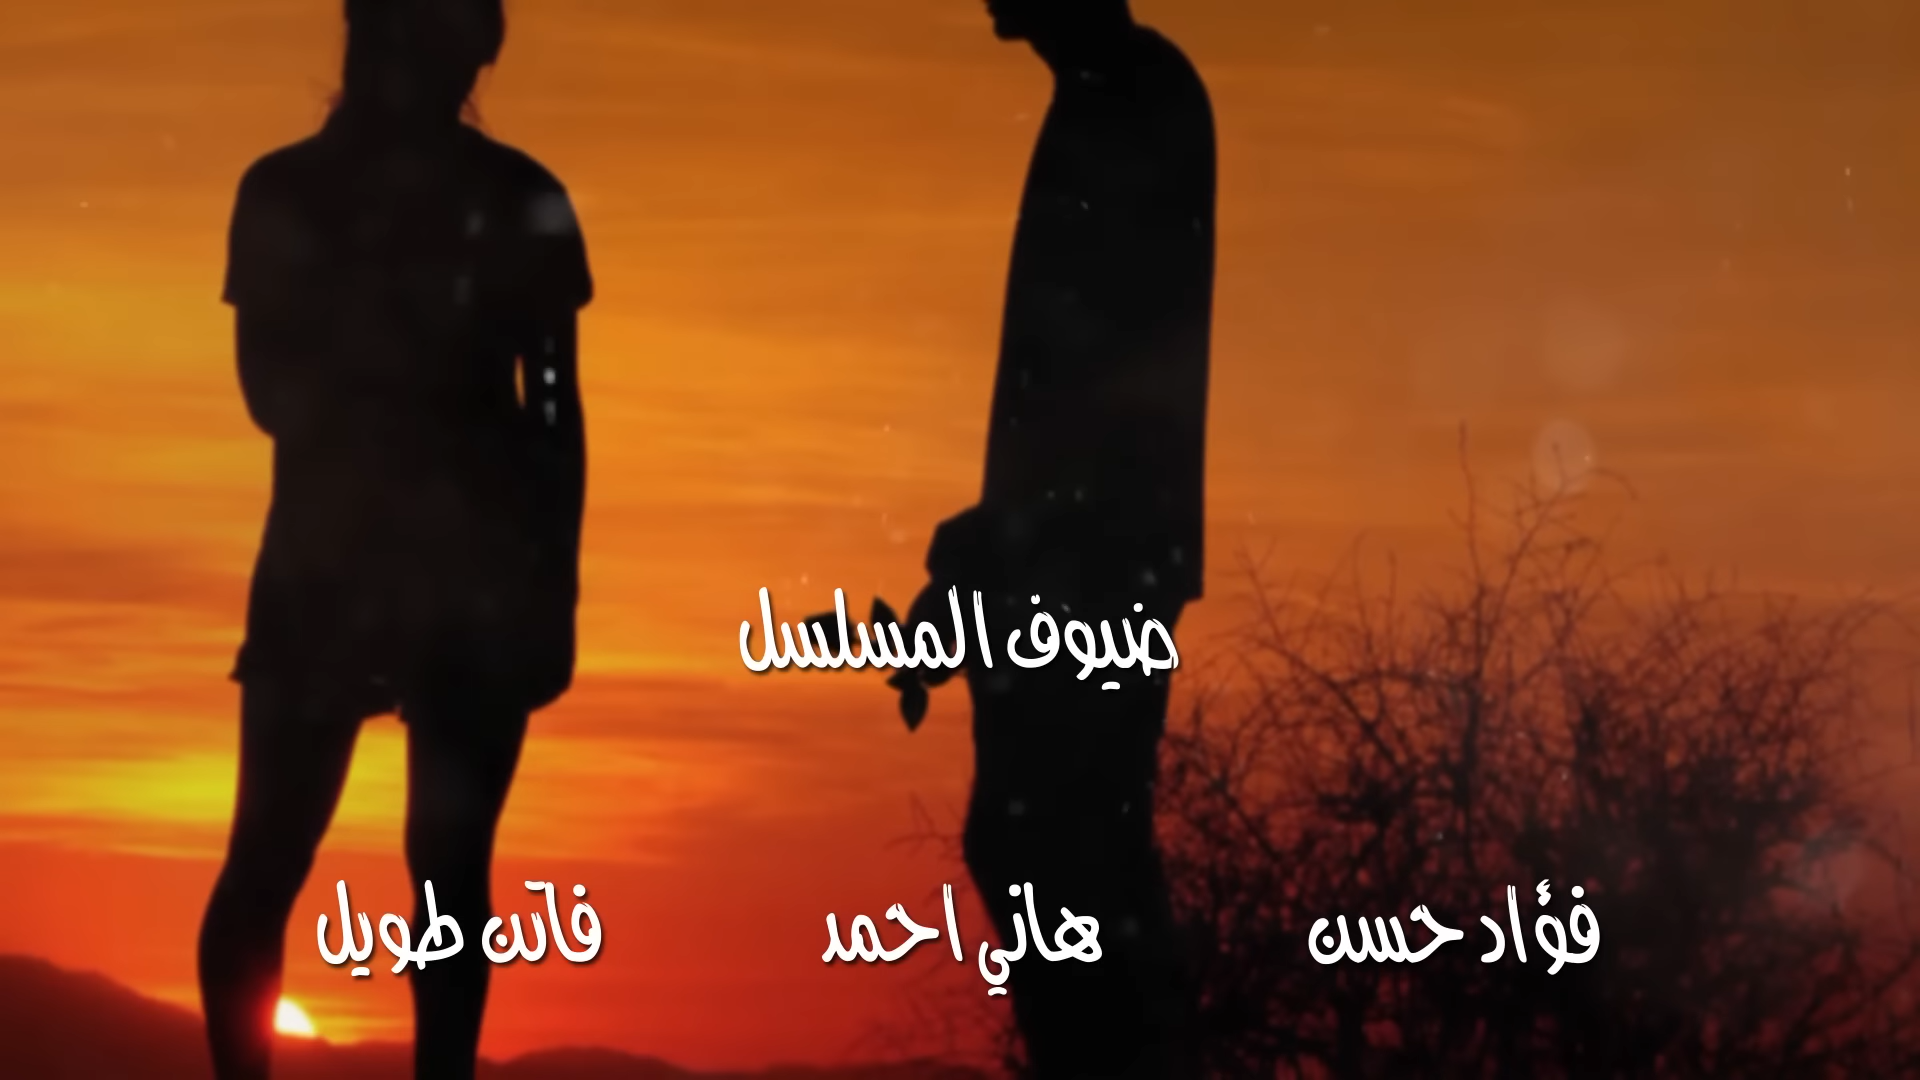 ضيوف المسلسل
فؤاد حسن هاني احمد فاتن طويل